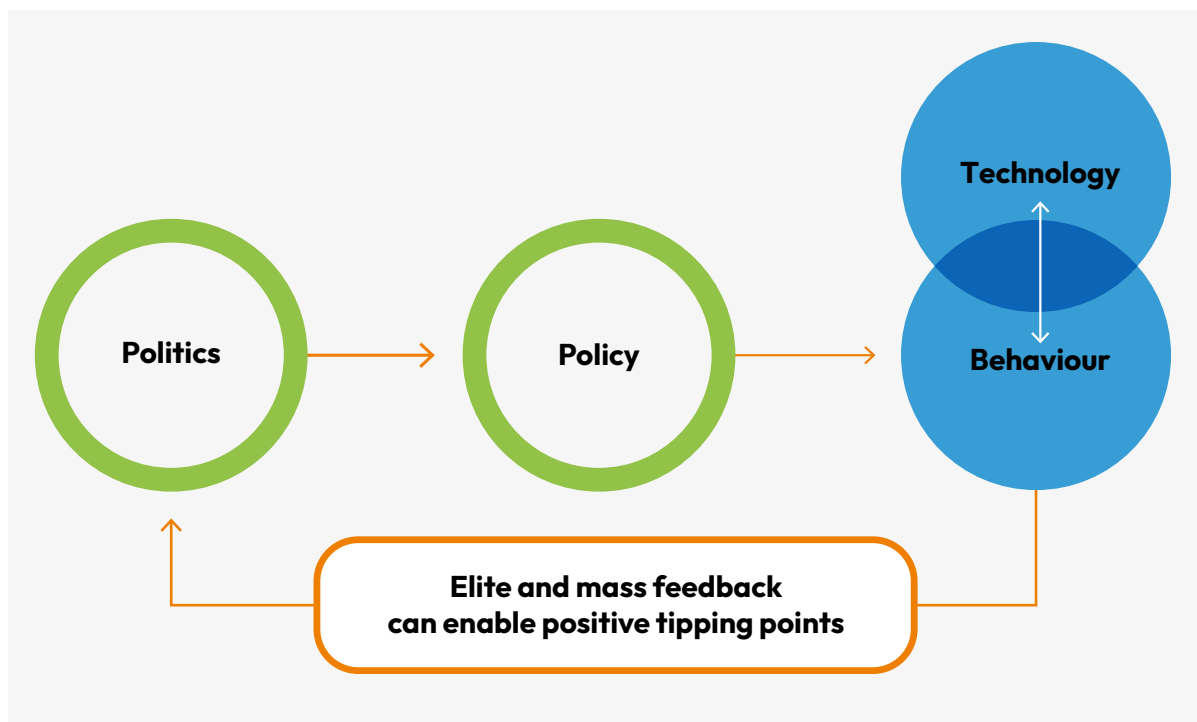 Technology
Politics
Policy
Behaviour
Elite and mass feedback
can enable positive tipping points